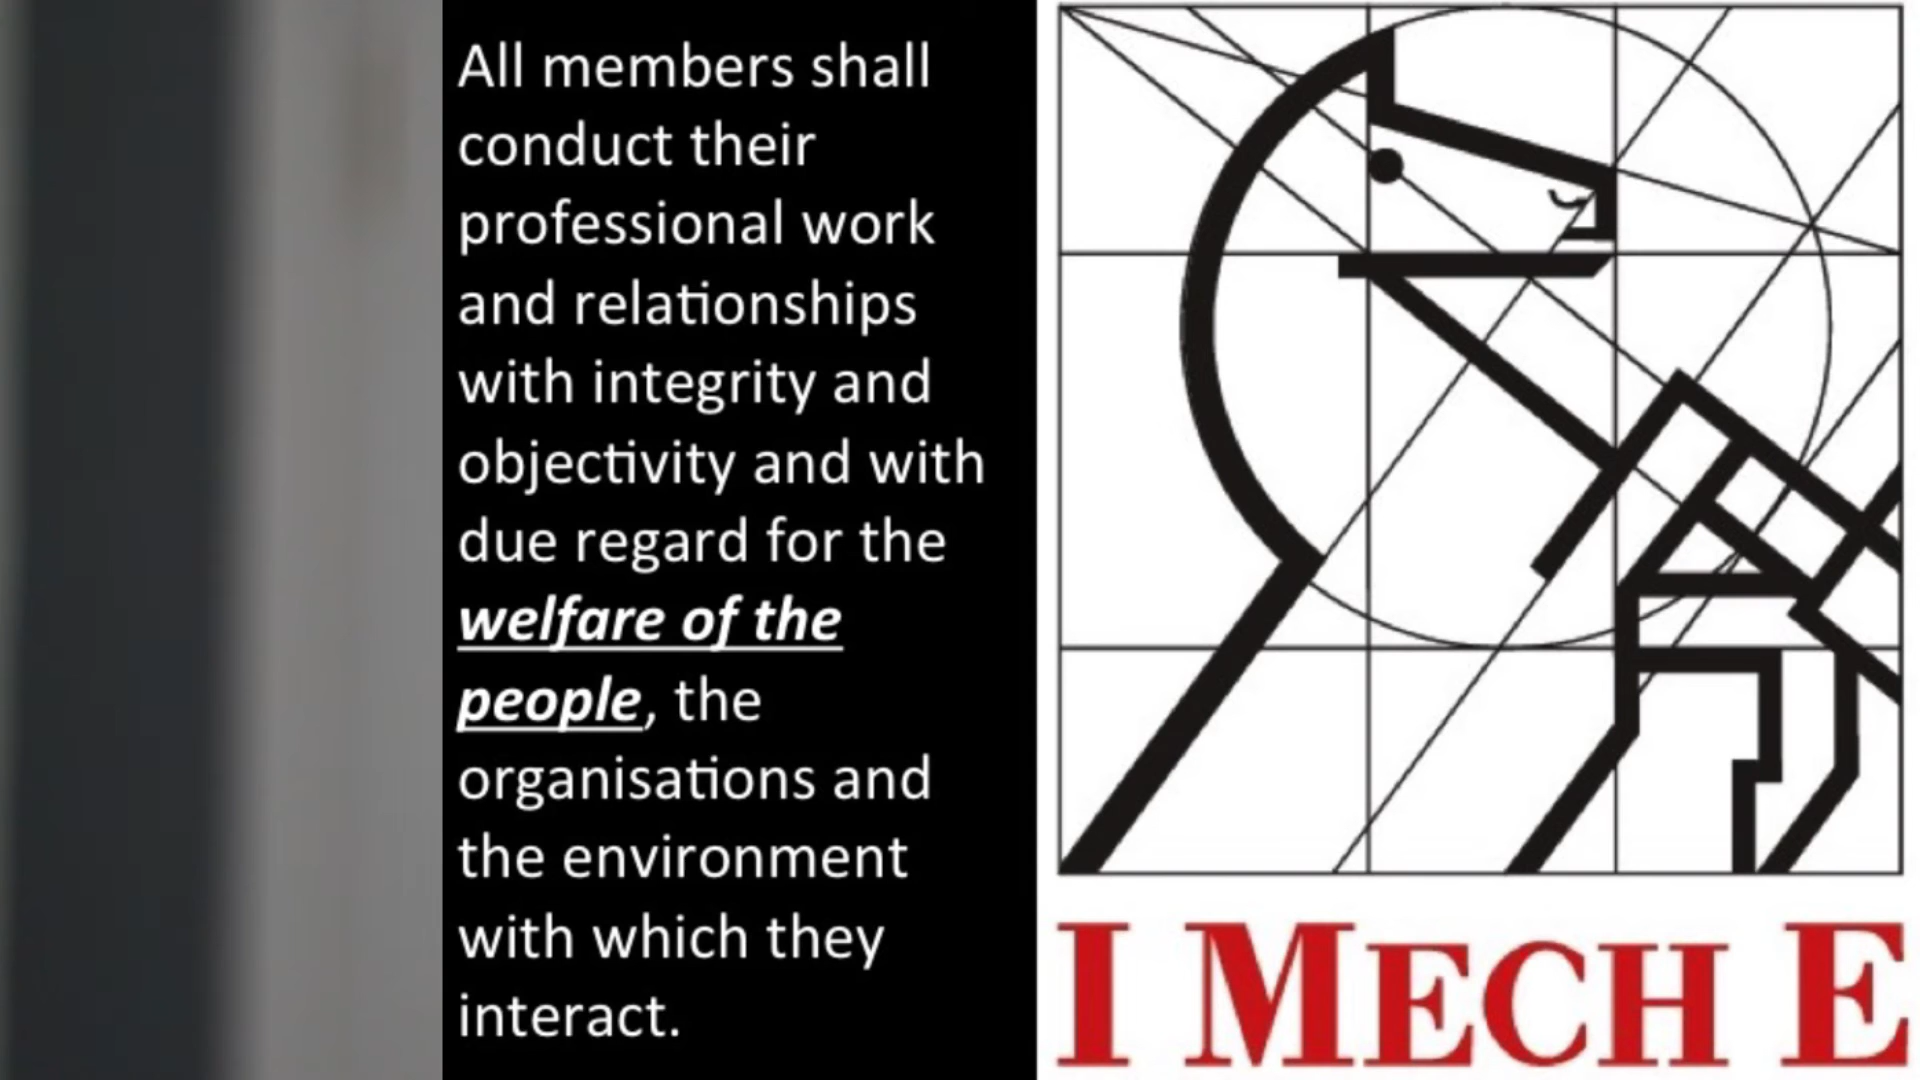 All members shall
conduct their
professional work
and relationships
with integrity and
objectivity and with
due regard for the
welfare of the
people, the
organisations and
the environment
with which they
interact.
I MECH E